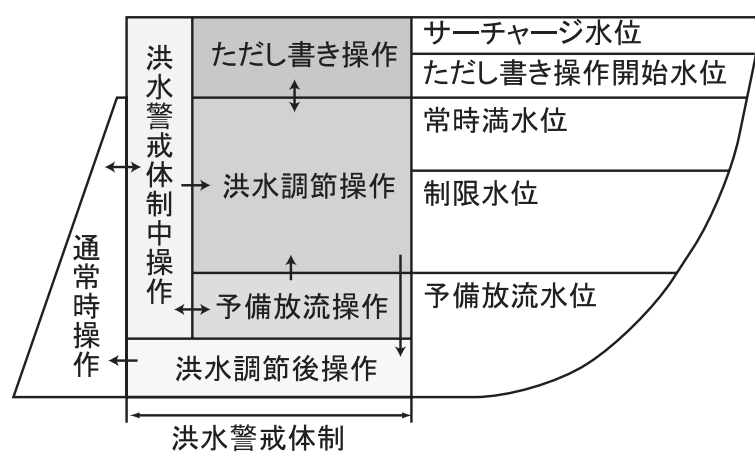 サーチャージ水位
ただし書き操作
ただし書き操作開始水位
常時満水位
洪水警戒体制中操作
洪水調節操作
制限水位
通常時操作
予備放流操作
予備放流水位
洪水調節後操作
洪水警戒体制